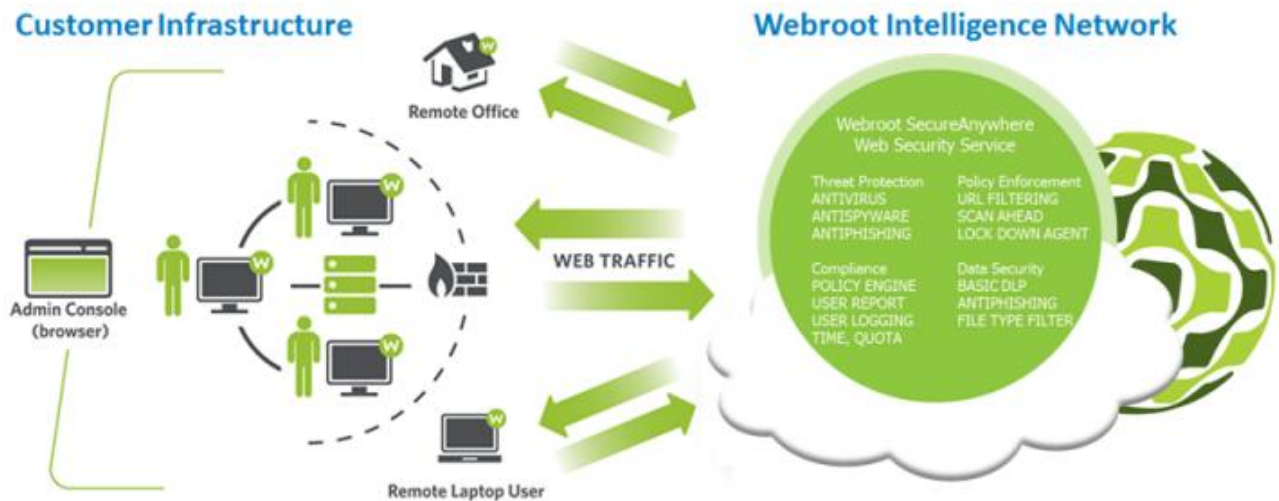 Customer Infrastructure
Webroot Intelligence Network
Remote Office
Webroot SecureAnywhere
Web Security Service
Threat Protection
ANTIVIRUS
ANTISPYWARE
ANTIPHISHING
Policy Enforcement
URL FILTERING
SCAN AHEAD
LOCK DOWN AGENT
Compliance
POLICY ENGINE
USER REPORT
USER LOGGING
TIME, QUOTA
Data Security
BASIC DLP
ANTIPHISHING
FILE TYPE FILTER
W
W
W
W
W
WEB TRAFFIC
Admin Console
(browser)
Remote Laptop User